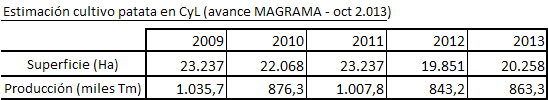 Estimación cultivo patata en CyL (avance MAGRAMA - oct 2.013)
2009 2010 2011 2012 2013
Superficie (Ha) 23.237 22.068 23.237 19.851 20.258
Producción (miles Tm) 1.035,7 876,3 1.007,8 843,2 863,3